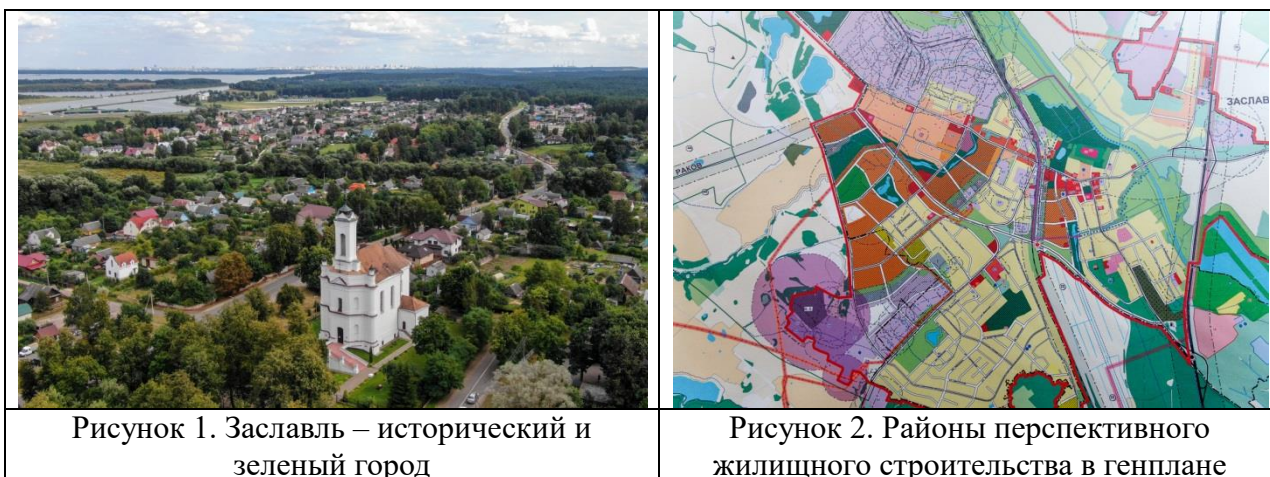 РАКОВ
ЗАСЛАВ
Рисунок 1. Заславль – исторический и
зеленый город
Рисунок 2. Районы перспективного
жилищного строительства в генплане